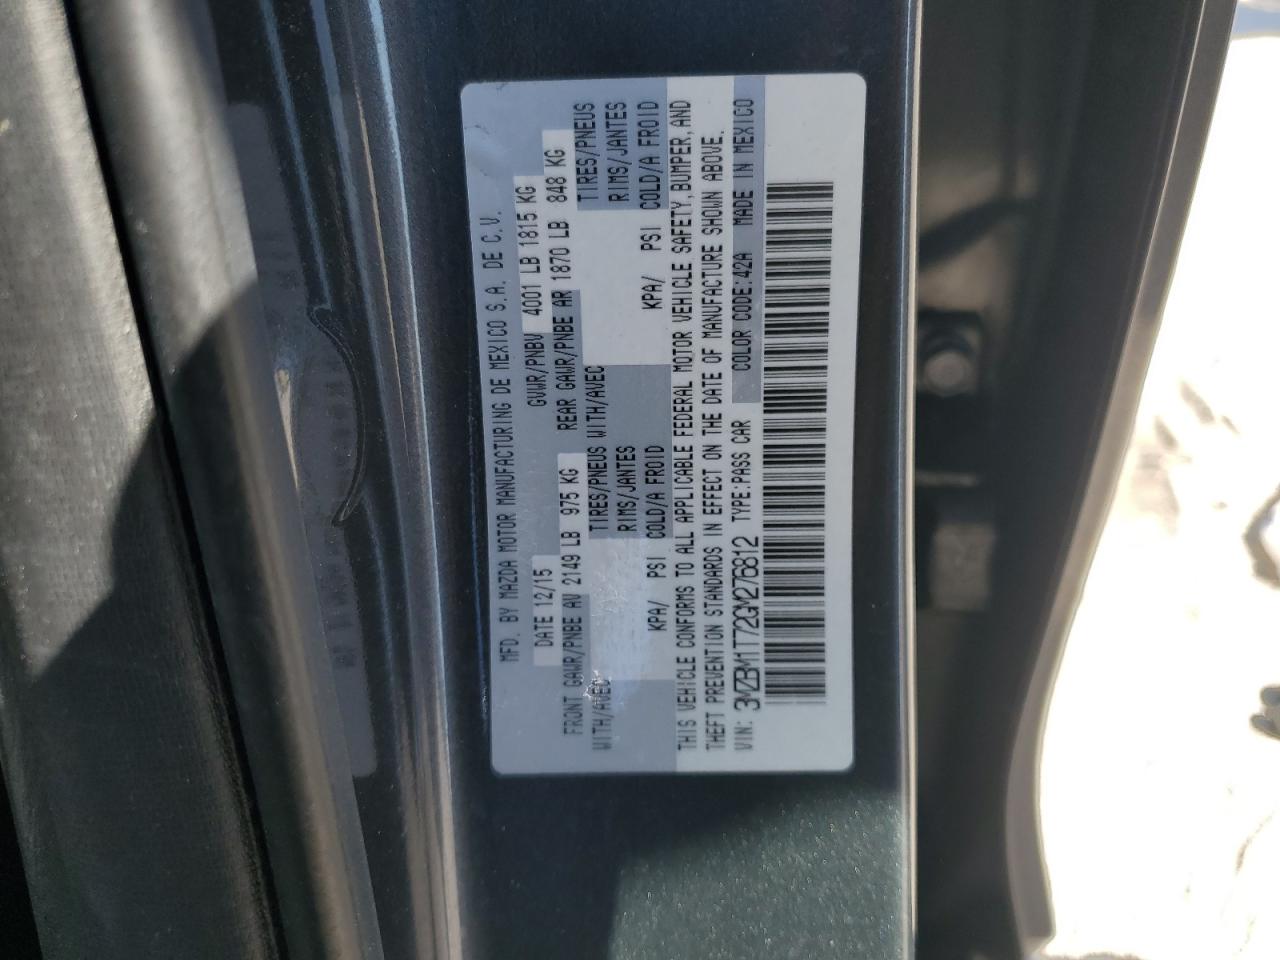 MFD. BY MAZDA MOTOR MANUFACTURING DE MEXICO S.A. DE C.V.
DATE 12/15 GVWR/PNBV 4001 LB 1815 KG
FRONT GAWR/PNBE AV 2149 LB 975 KG REAR GAWR/PNBE AR 1870 LB 848 KG
WITH/AVEC TIRES/PNEUS WITH/AVEC TIRES/PNEUS
RIMS/JANTES RIMS/JANTES
KPA/ PSI COLD/A FROID KPA/ PSI COLD/A FROID
THIS VEHICLE CONFORMS TO ALL APPLICABLE FEDERAL MOTOR VEHICLE SAFETY, BUMPER, AND
THEFT PREVENTION STANDARDS IN EFFECT ON THE DATE OF MANUFACTURE SHOWN ABOVE.
VIN: 3MZBM1T72GM276812 TYPE:PASS CAR COLOR CODE:42A MADE IN MEXICO